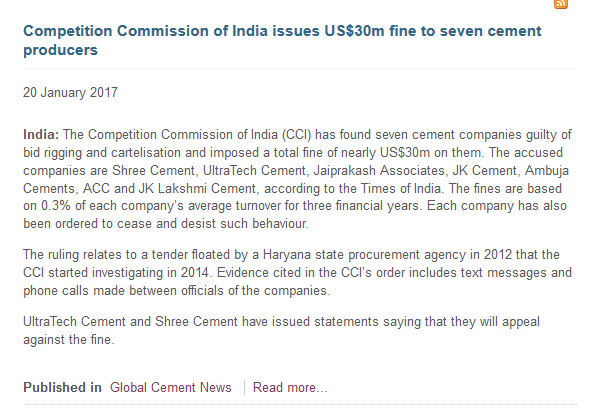 Competition Commission of India issues US$30m fine to seven cement
producers
20 January 2017
India: The Competition Commission of India (CCI) has found seven cement companies guilty of
bid rigging and cartelisation and imposed a total fine of nearly US$30m on them. The accused
companies are Shree Cement, UltraTech Cement, Jaiprakash Associates, JK Cement, Ambuja
Cements, ACC and JK Lakshmi Cement, according to the Times of India. The fines are based
on 0.3% of each company's average turnover for three financial years. Each company has also
been ordered to cease and desist such behaviour.
The ruling relates to a tender floated by a Haryana state procurement agency in 2012 that the
CCI started investigating in 2014. Evidence cited in the CCI's order includes text messages and
phone calls made between officials of the companies.
UltraTech Cement and Shree Cement have issued statements saying that they will appeal
against the fine.
Published in Global Cement News Read more...